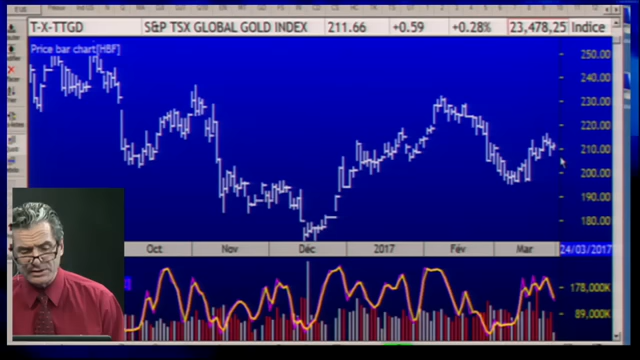 T-X-TTGD S&P TSX GLOBAL GOLD INDEX 211.66 +0.59 +0.28% 23,478,25 Indice
Price bar chart[HBF]
250.00
240.00
230.00
220.00
210.00
200.00
190.00
180.00
Oct Nov Déc 2017 Fév Mar 24/03/2017
178,000K
89,000K